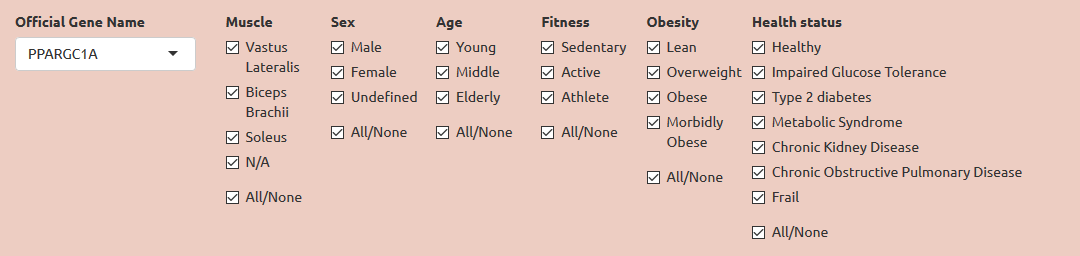 Official Gene Name
PPARGC1A
Muscle
Vastus
Lateralis
Biceps
Brachii
Soleus
N/A
All/None
Sex
Male
Female
Undefined
All/None
Age
Young
Middle
Elderly
All/None
Fitness
Sedentary
Active
Athlete
All/None
Obesity
Lean
Overweight
Obese
Morbidly
Obese
All/None
Health status
Healthy
Impaired Glucose Tolerance
Type 2 diabetes
Metabolic Syndrome
Chronic Kidney Disease
Chronic Obstructive Pulmonary Disease
Frail
All/None